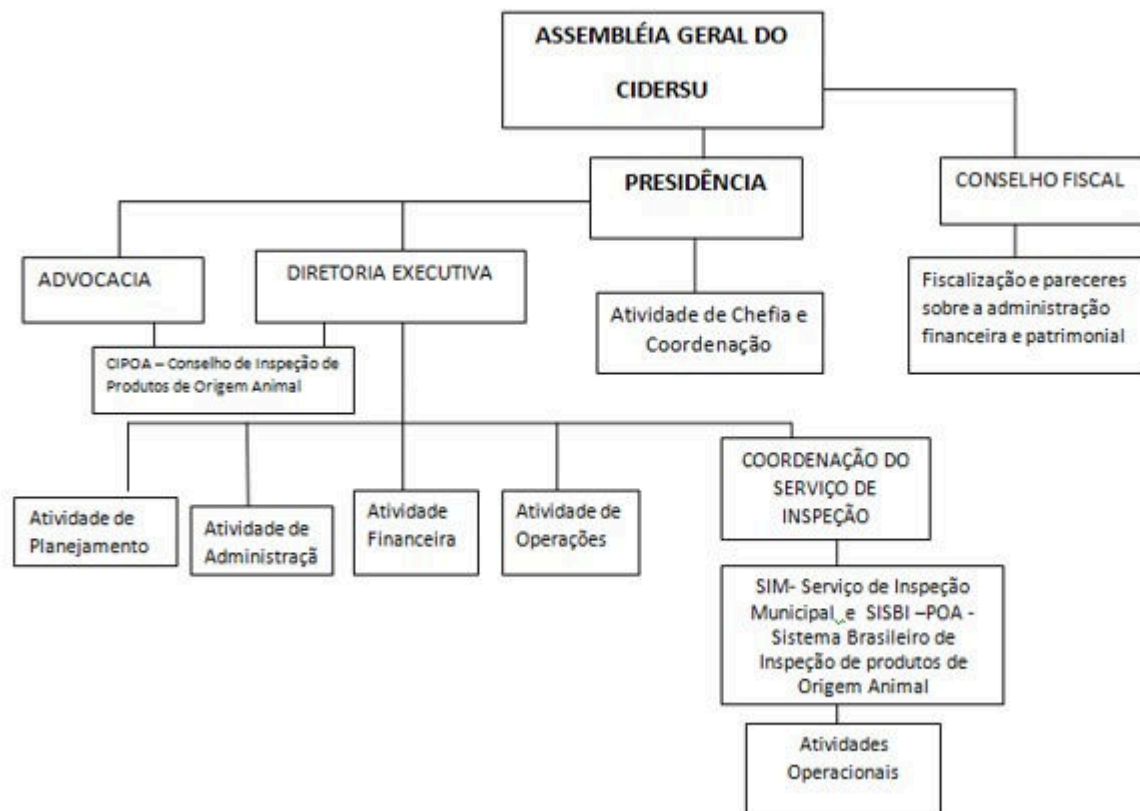 ASSEMBLÉIA GERAL DO
CIDERSU
PRESIDÊNCIA
CONSELHO FISCAL
ADVOCACIA
DIRETORIA EXECUTIVA
Atividade de Chefia e
Coordenação
Fiscalização e pareceres
sobre a administração
financeira e patrimonial
CIPOA – Conselho de Inspeção de
Produtos de Origem Animal
Atividade de
Planejamento
Atividade de
Administraçã
Atividade
Financeira
Atividade de
Operações
COORDENAÇÃO DO
SERVIÇO DE
INSPEÇÃO
SIM- Serviço de Inspeção
Municipal e SISBI –POA -
Sistema Brasileiro de
Inspeção de produtos de
Origem Animal
Atividades
Operacionais